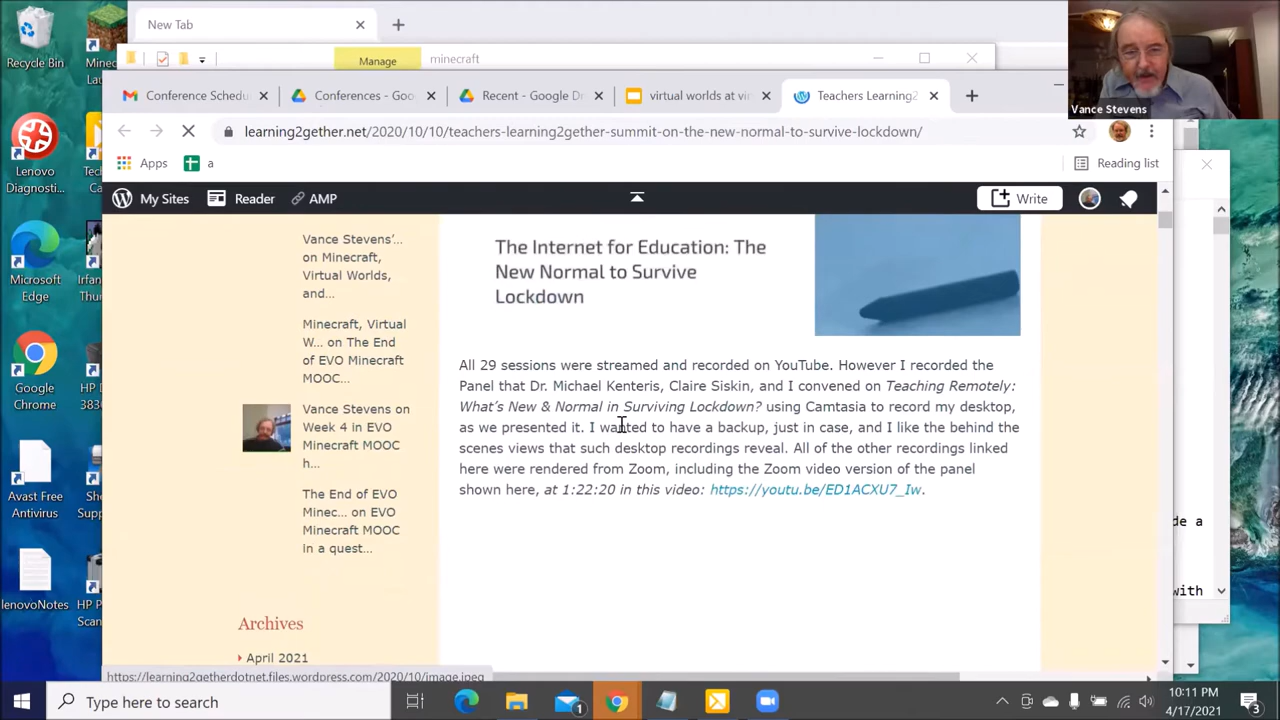 New Tab
Recycle Bin
Manage
minecraft
Vance Stevens
Conference Schedu
Conferences - Goo
Recent - Google Dr
virtual worlds at vir
Teachers Learning2
learning2gether.net/2020/10/10/teachers-learning2gether-summit-on-the-new-normal-to-survive-lockdown/
Apps
a
Reading list
My Sites
Reader
AMP
Write
Lenovo
Diagnosti...
Microsoft
Edge
Google
Chrome
Avast Free
Antivirus
lenovoNotes
Vance Stevens’...
on Minecraft,
Virtual Worlds,
and...
Minecraft, Virtual
W... on The End
of EVO Minecraft
MOOC...
Vance Stevens on
Week 4 in EVO
Minecraft MOOC
h...
The End of EVO
Minec... on EVO
Minecraft MOOC
in a quest...
Archives
April 2021
The Internet for Education: The
New Normal to Survive
Lockdown
All 29 sessions were streamed and recorded on YouTube. However I recorded the
Panel that Dr. Michael Kenteris, Claire Siskin, and I convened on Teaching Remotely:
What’s New & Normal in Surviving Lockdown? using Camtasia to record my desktop,
as we presented it. I wanted to have a backup, just in case, and I like the behind the
scenes views that such desktop recordings reveal. All of the other recordings linked
here were rendered from Zoom, including the Zoom video version of the panel
shown here, at 1:22:20 in this video: https://youtu.be/ED1ACXU7_Iw.
de a
with
https://learning2getherdotnet.files.wordpress.com/2020/10/image.jpeg
Type here to search
1
10:11 PM
4/17/2021
3